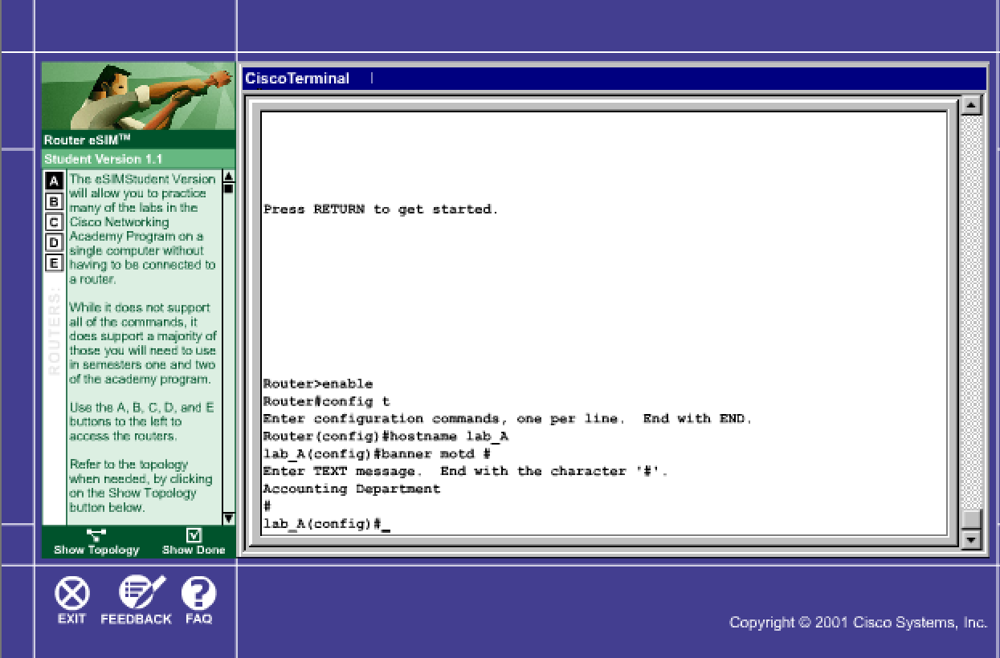 CiscoTerminal
Router eSIM™
Student Version 1.1
A
B
C
D
E
ROUTERS:
The eSIMStudent Version
will allow you to practice
many of the labs in the
Cisco Networking
Academy Program on a
single computer without
having to be connected to
a router.
While it does not support
all of the commands, it
does support a majority of
those you will need to use
in semesters one and two
of the academy program.
Use the A, B, C, D, and E
buttons to the left to
access the routers.
Refer to the topology
when needed, by clicking
on the Show Topology
button below.
Show Topology
Show Done
Press RETURN to get started.
Router>enable
Router#config t
Enter configuration commands, one per line.  End with END.
Router(config)#hostname lab_A
lab_A(config)#banner motd #
Enter TEXT message.  End with the character '#'.
Accounting Department
#
lab_A(config)#_
EXIT
FEEDBACK
FAQ
Copyright © 2001 Cisco Systems, Inc.